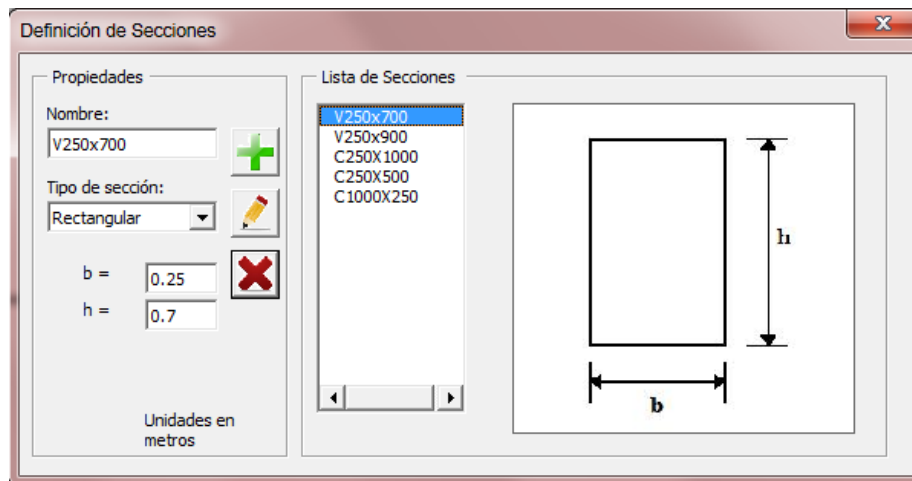 Definición de Secciones
Propiedades
Nombre:
V250x700
Tipo de sección:
Rectangular
b =
0.25
h =
0.7
Unidades en
metros
Lista de Secciones
V250x700
V250x900
C250X1000
C250X500
C1000X250
h
b